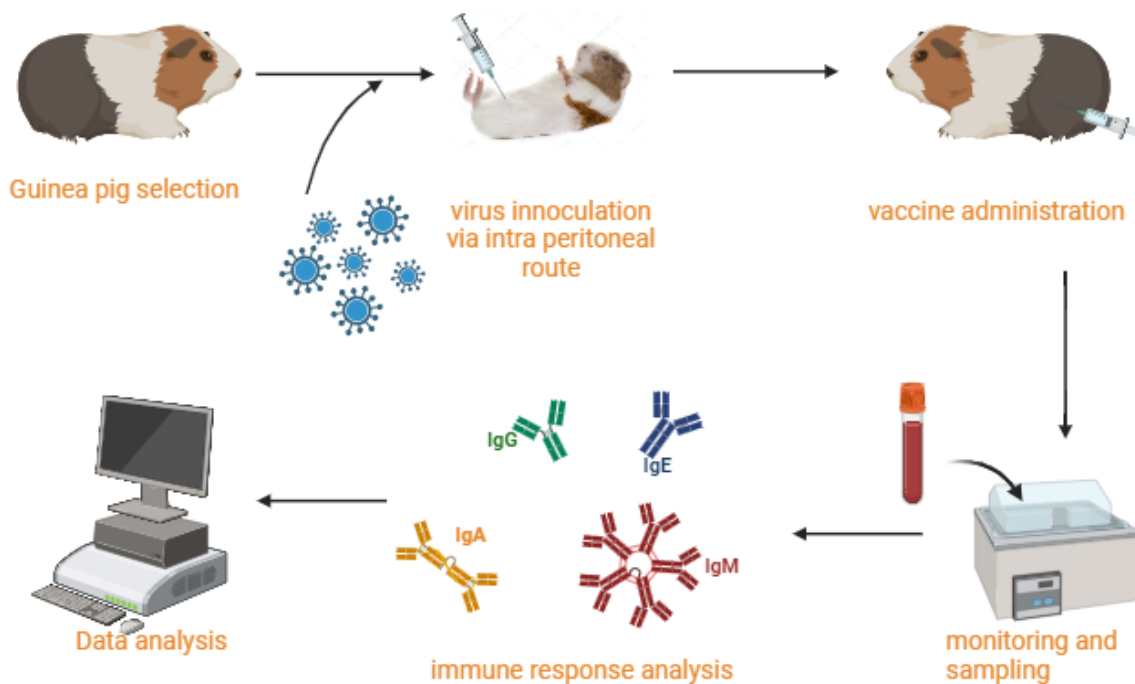 Guinea pig selection
virus innoculation
via intra peritoneal
route
vaccine administration
IgG
IgE
IgA
IgM
Data analysis
immune response analysis
monitoring and
sampling